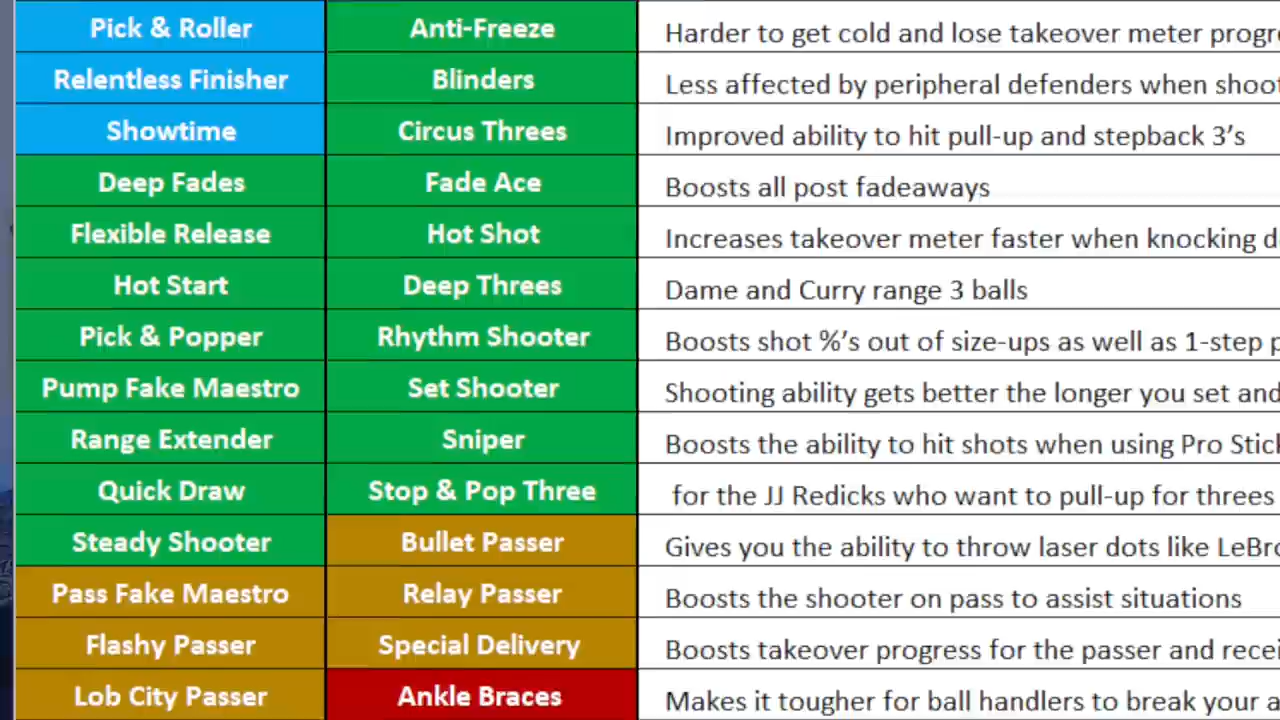 Pick & Roller Anti-Freeze Harder to get cold and lose takeover meter
Relentless Finisher Blinders Less affected by peripheral defenders when
Showtime Circus Threes Improved ability to hit pull-up and stepback 3's
Deep Fades Fade Ace Boosts all post fadeaways
Flexible Release Hot Shot Increases takeover meter faster when knocking
Hot Start Deep Threes Dame and Curry range 3 balls
Pick & Popper Rhythm Shooter Boosts shot %'s out of size-ups as well as 1-step
Pump Fake Maestro Set Shooter Shooting ability gets better the longer you set and
Range Extender Sniper Boosts the ability to hit shots when using Pro
Quick Draw Stop & Pop Three for the JJ Redicks who want to pull-up for threes
Steady Shooter Bullet Passer Gives you the ability to throw laser dots like
Pass Fake Maestro Relay Passer Boosts the shooter on pass to assist situations
Flashy Passer Special Delivery Boosts takeover progress for the passer and
Lob City Passer Ankle Braces Makes it tougher for ball handlers to break your